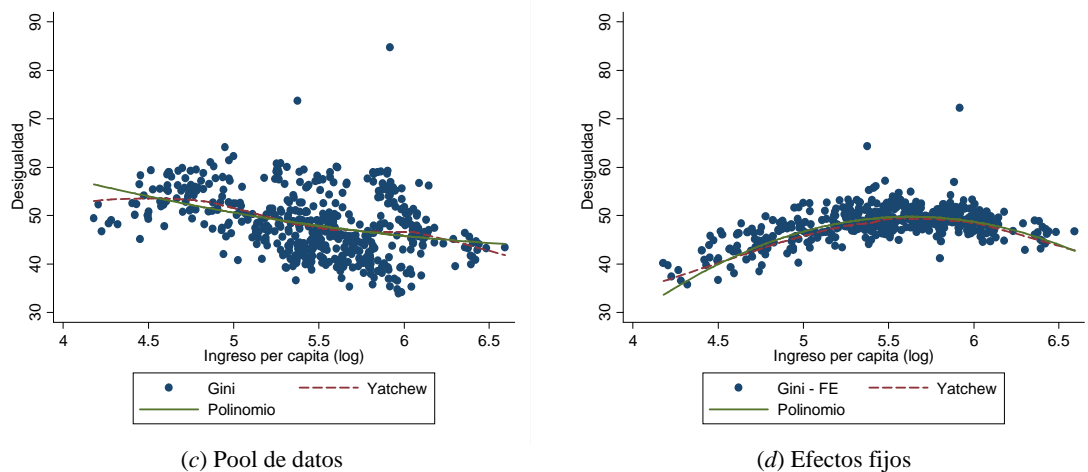 90
80
70
60
50
40
30
Desigualdad
4
4.5
5
5.5
6
6.5
Ingreso per capita (log)
Gini
Yatchew
Polinomio
(c) Pool de datos
90
80
70
60
50
40
30
Desigualdad
4
4.5
5
5.5
6
6.5
Ingreso per capita (log)
Gini - FE
Yatchew
Polinomio
(d) Efectos fijos